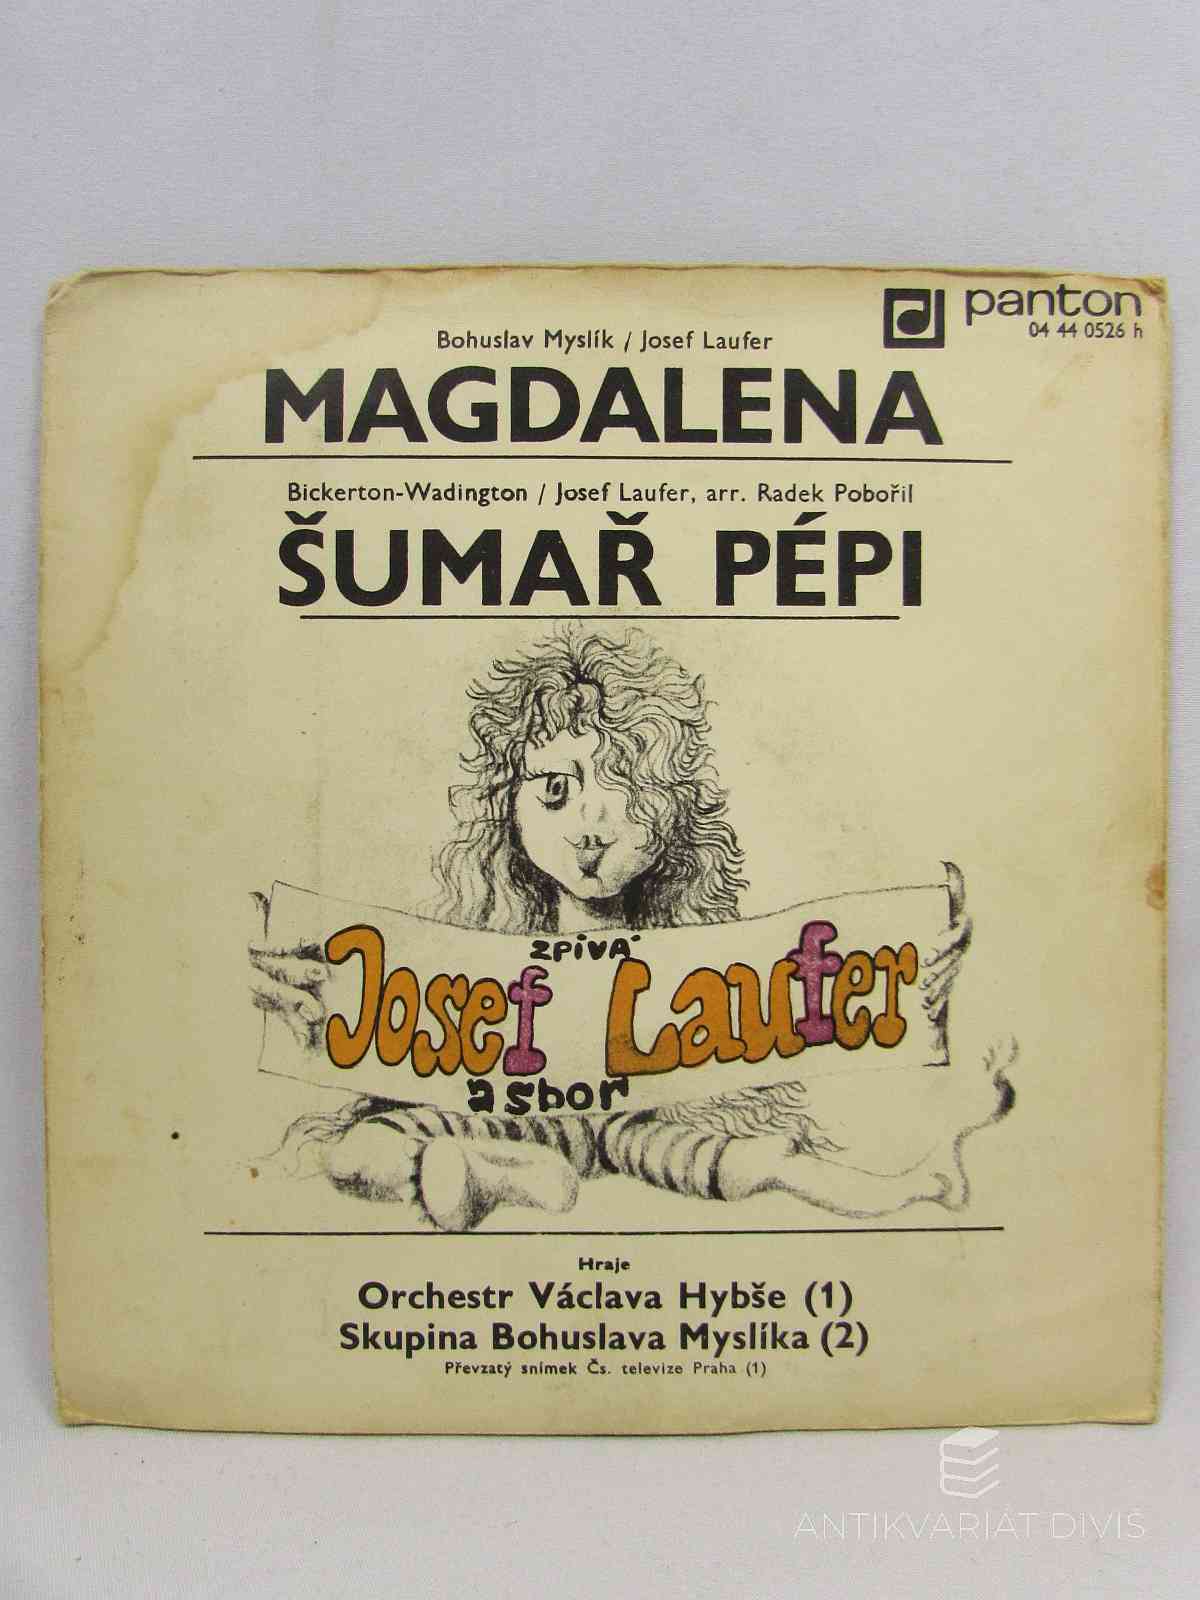 panton
04 44 0526 h
Bohuslav Myslík / Josef Laufer
MAGDALENA
Bickerton-Wadington / Josef Laufer, arr. Radek Pobořil
ŠUMAŘ PÉPI
zpívá
Josef Laufer
a sbor
Hraje
Orchestr Václava Hybše (1)
Skupina Bohuslava Myslíka (2)
Převzatý snímek Čs. televize Praha (1)
ANTIKVARIÁT DIVIŠ